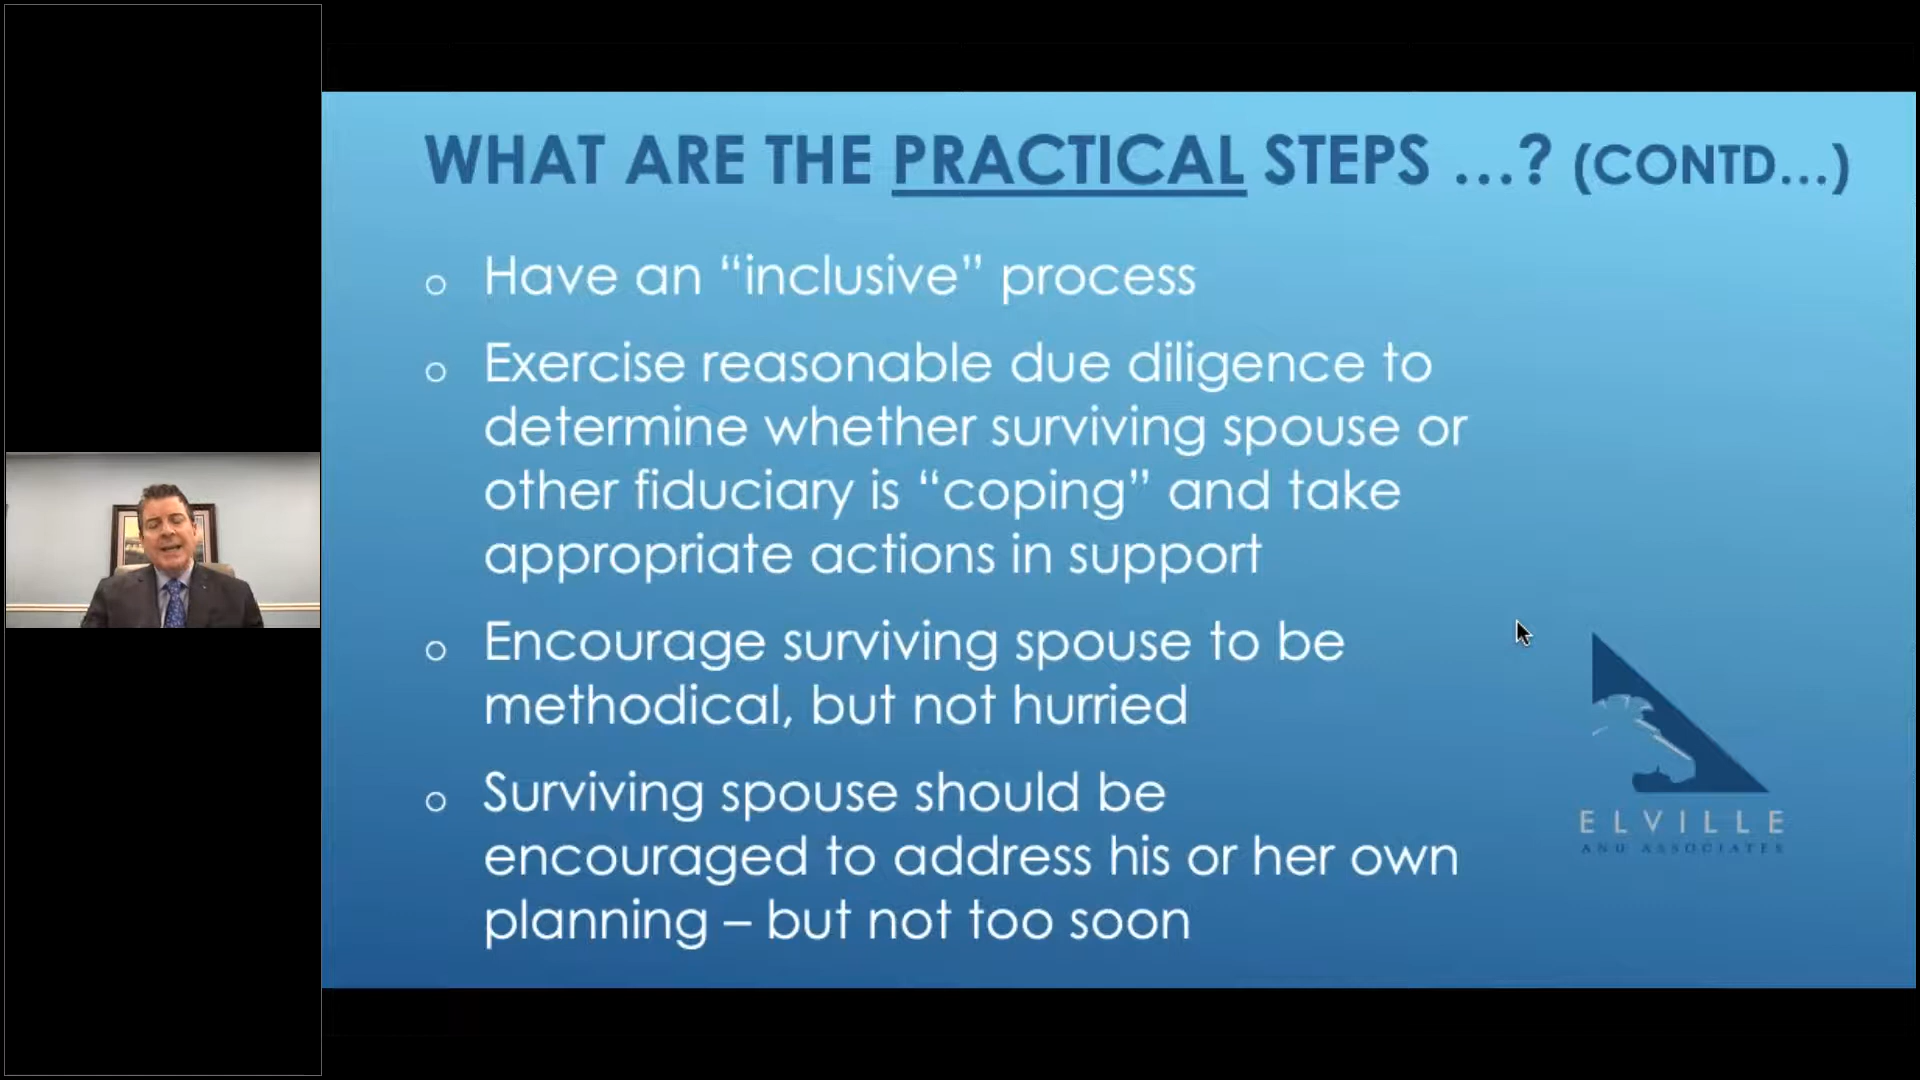 WHAT ARE THE PRACTICAL STEPS …? (CONTD…)
o Have an “inclusive” process
o Exercise reasonable due diligence to
determine whether surviving spouse or
other fiduciary is “coping” and take
appropriate actions in support
o Encourage surviving spouse to be
methodical, but not hurried
o Surviving spouse should be
encouraged to address his or her own
planning – but not too soon
ELVILLE
AND ASSOCIATES